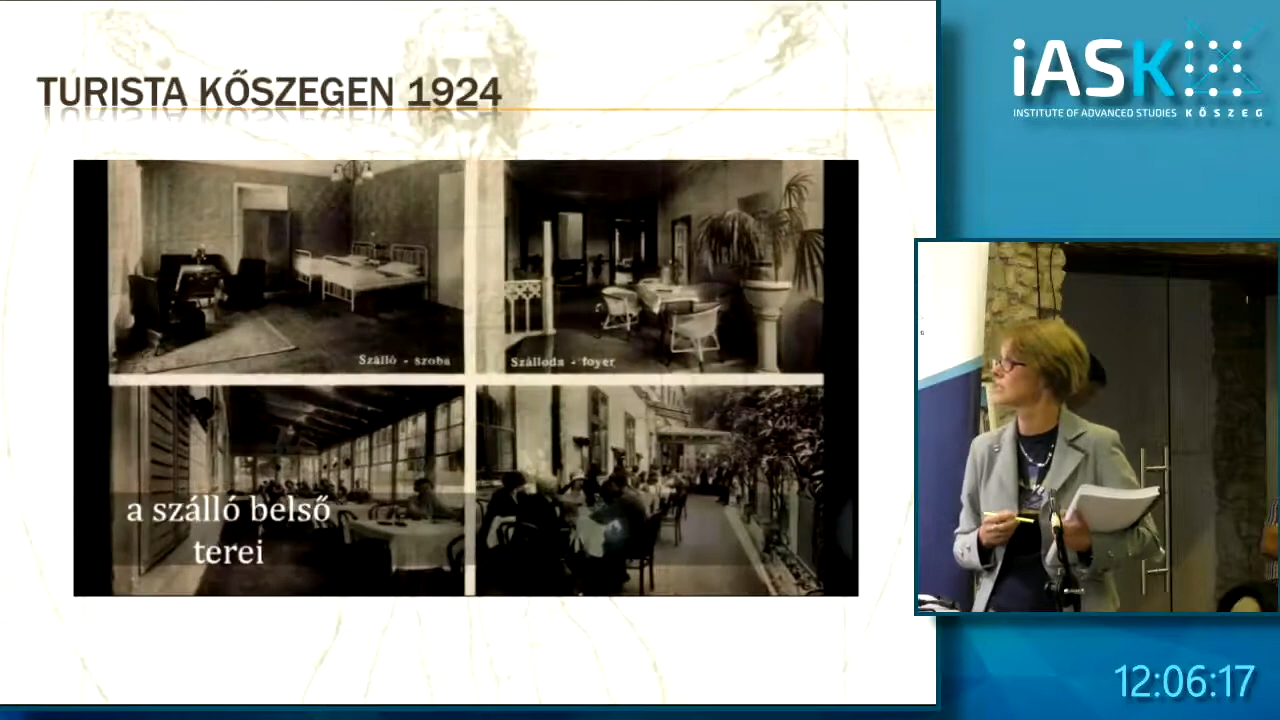 TURISTA KŐSZEGEN 1924
Szálló - szoba
Szálloda - foyer
a szálló belső
terei
iASK
INSTITUTE OF ADVANCED STUDIES KŐSZEG
12:06:17